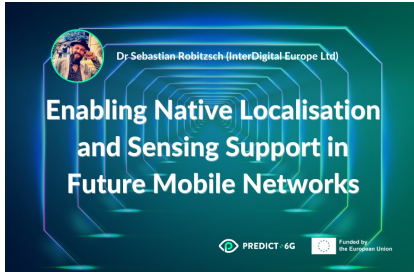 Dr Sebastian Robitzsch (InterDigital Europe Ltd)
Enabling Native Localisation
and Sensing Support in
Future Mobile Networks
PREDICT-6G
Funded by
the European Union